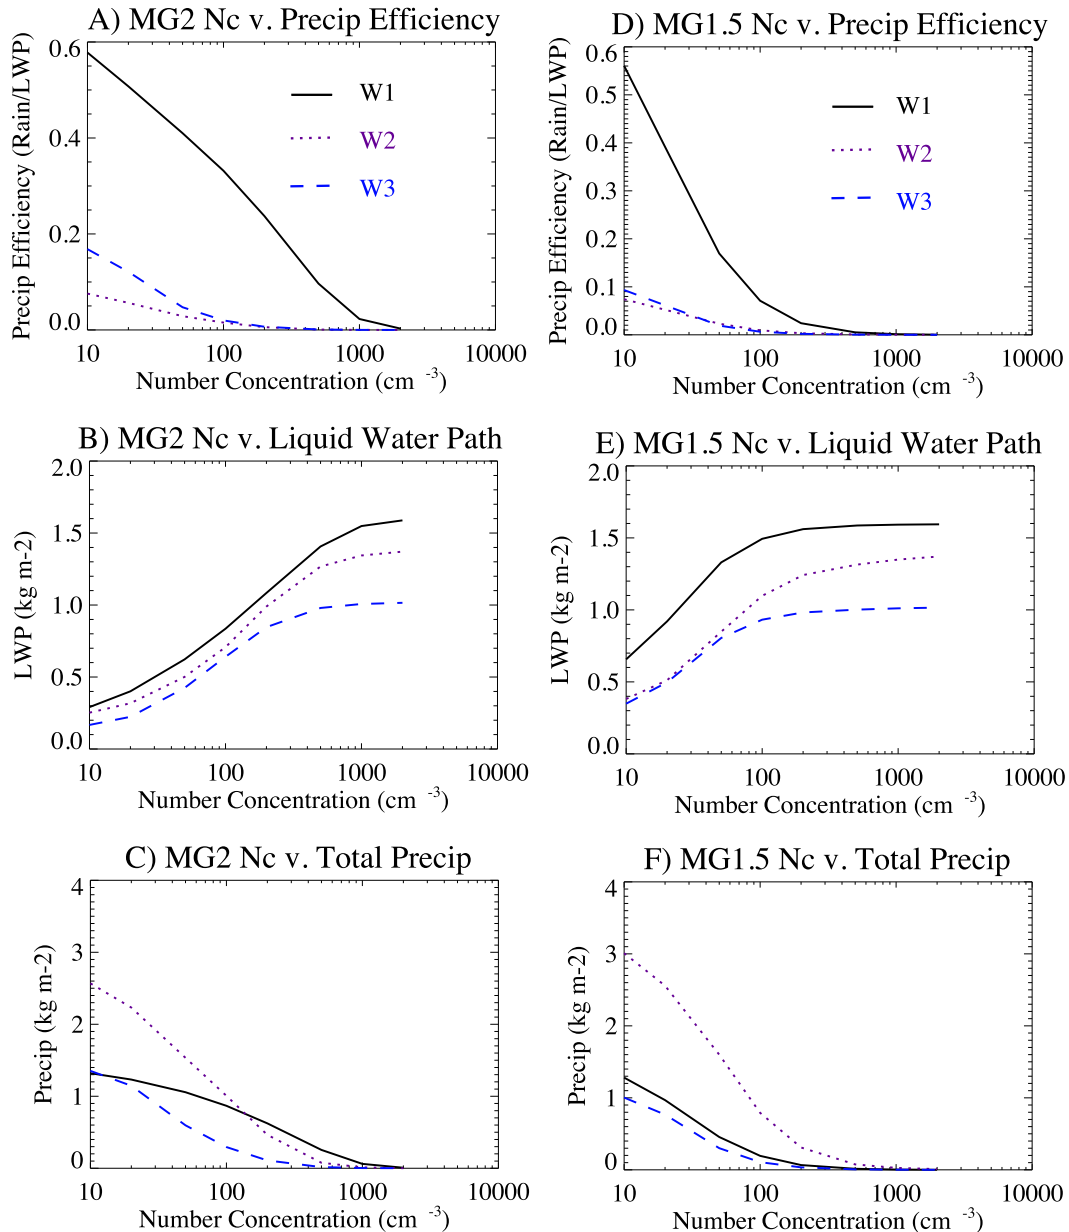 A) MG2 Nc v. Precip Efficiency
Precip Efficiency (Rain/LWP)
0.6
0.4
0.2
0.0
W1
W2
W3
10 100 1000 10000
Number Concentration (cm -3)
D) MG1.5 Nc v. Precip Efficiency
Precip Efficiency (Rain/LWP)
0.6
0.5
0.4
0.3
0.2
0.1
0.0
W1
W2
W3
10 100 1000 10000
Number Concentration (cm -3)
B) MG2 Nc v. Liquid Water Path
LWP (kg m-2)
2.0
1.5
1.0
0.5
0.0
10 100 1000 10000
Number Concentration (cm -3)
E) MG1.5 Nc v. Liquid Water Path
LWP (kg m-2)
2.0
1.5
1.0
0.5
0.0
10 100 1000 10000
Number Concentration (cm -3)
C) MG2 Nc v. Total Precip
Precip (kg m-2)
4
3
2
1
0
10 100 1000 10000
Number Concentration (cm -3)
F) MG1.5 Nc v. Total Precip
Precip (kg m-2)
4
3
2
1
0
10 100 1000 10000
Number Concentration (cm -3)